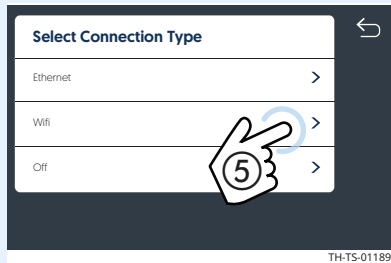 Select Connection Type
Ethernet
Wifi
Off
5
TH-TS-01189